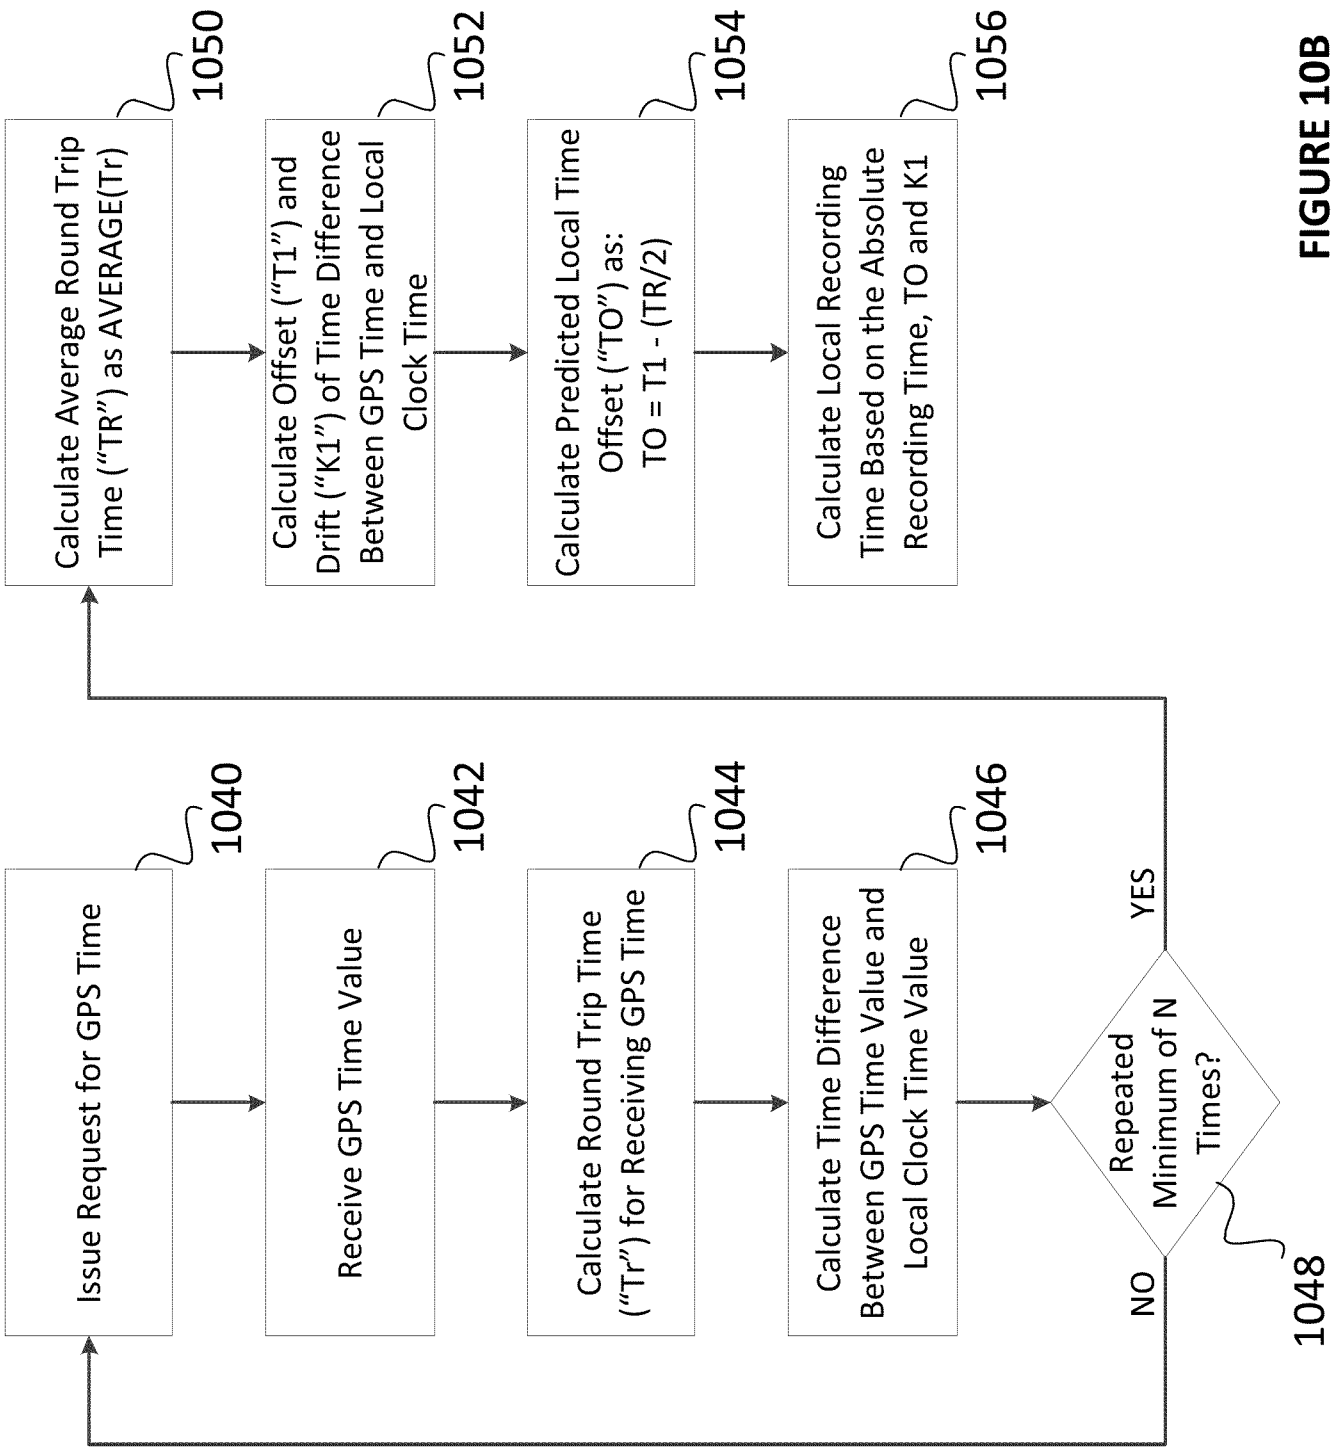 Issue Request for GPS Time
1040
Receive GPS Time Value
1042
Calculate Round Trip Time
(“Tr”) for Receiving GPS Time
1044
Calculate Time Difference
Between GPS Time Value and
Local Clock Time Value
1046
Repeated
Minimum of N
Times?
1048
NO
YES
Calculate Average Round Trip
Time (“TR”) as AVERAGE(Tr)
1050
Calculate Offset (“T1”) and
Drift (“K1”) of Time Difference
Between GPS Time and Local
Clock Time
1052
Calculate Predicted Local Time
Offset (“TO”) as:
TO = T1 - (TR/2)
1054
Calculate Local Recording
Time Based on the Absolute
Recording Time, TO and K1
1056
FIGURE 10B